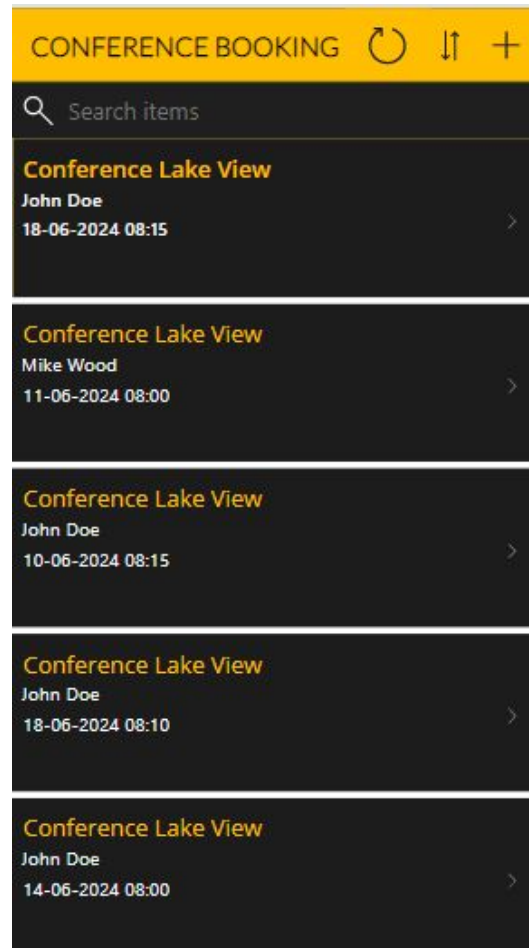 CONFERENCE BOOKING
Search items
Conference Lake View
John Doe
18-06-2024 08:15
Conference Lake View
Mike Wood
11-06-2024 08:00
Conference Lake View
John Doe
10-06-2024 08:15
Conference Lake View
John Doe
18-06-2024 08:10
Conference Lake View
John Doe
14-06-2024 08:00